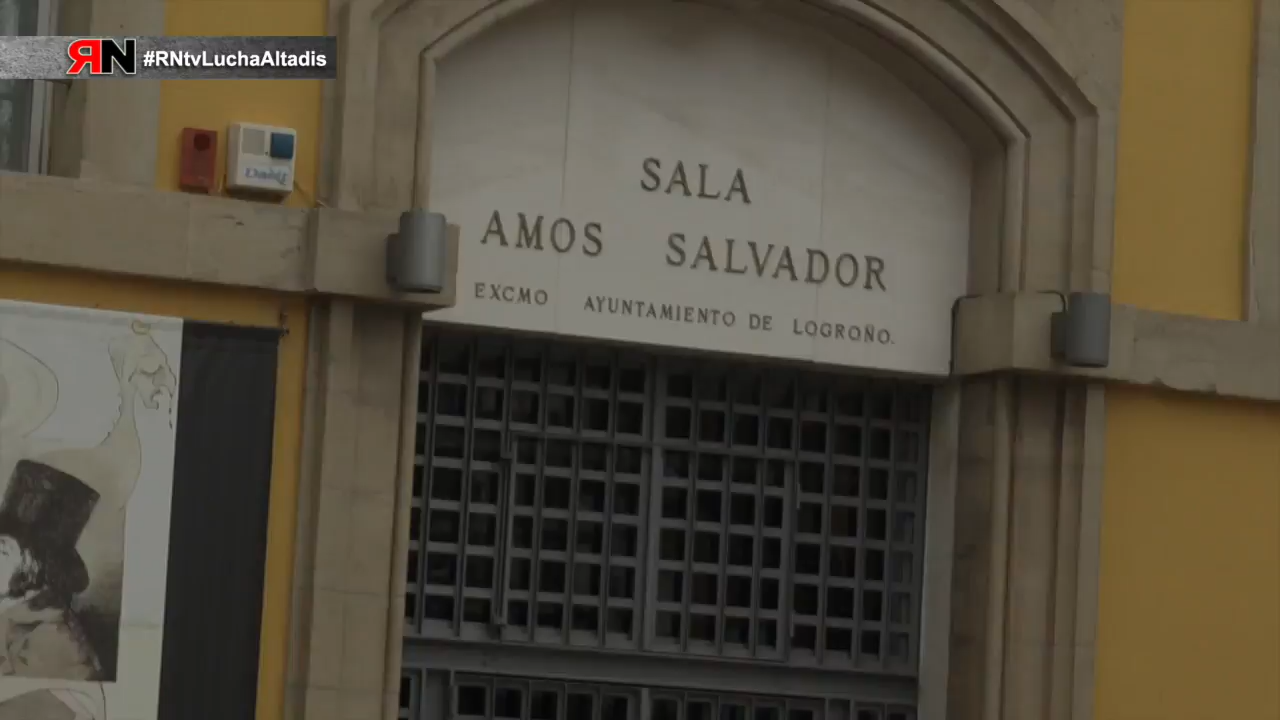 RN #RNtvLuchaAltadis
SALA
AMOS SALVADOR
EXCMO AYUNTAMIENTO DE LOGROÑO.